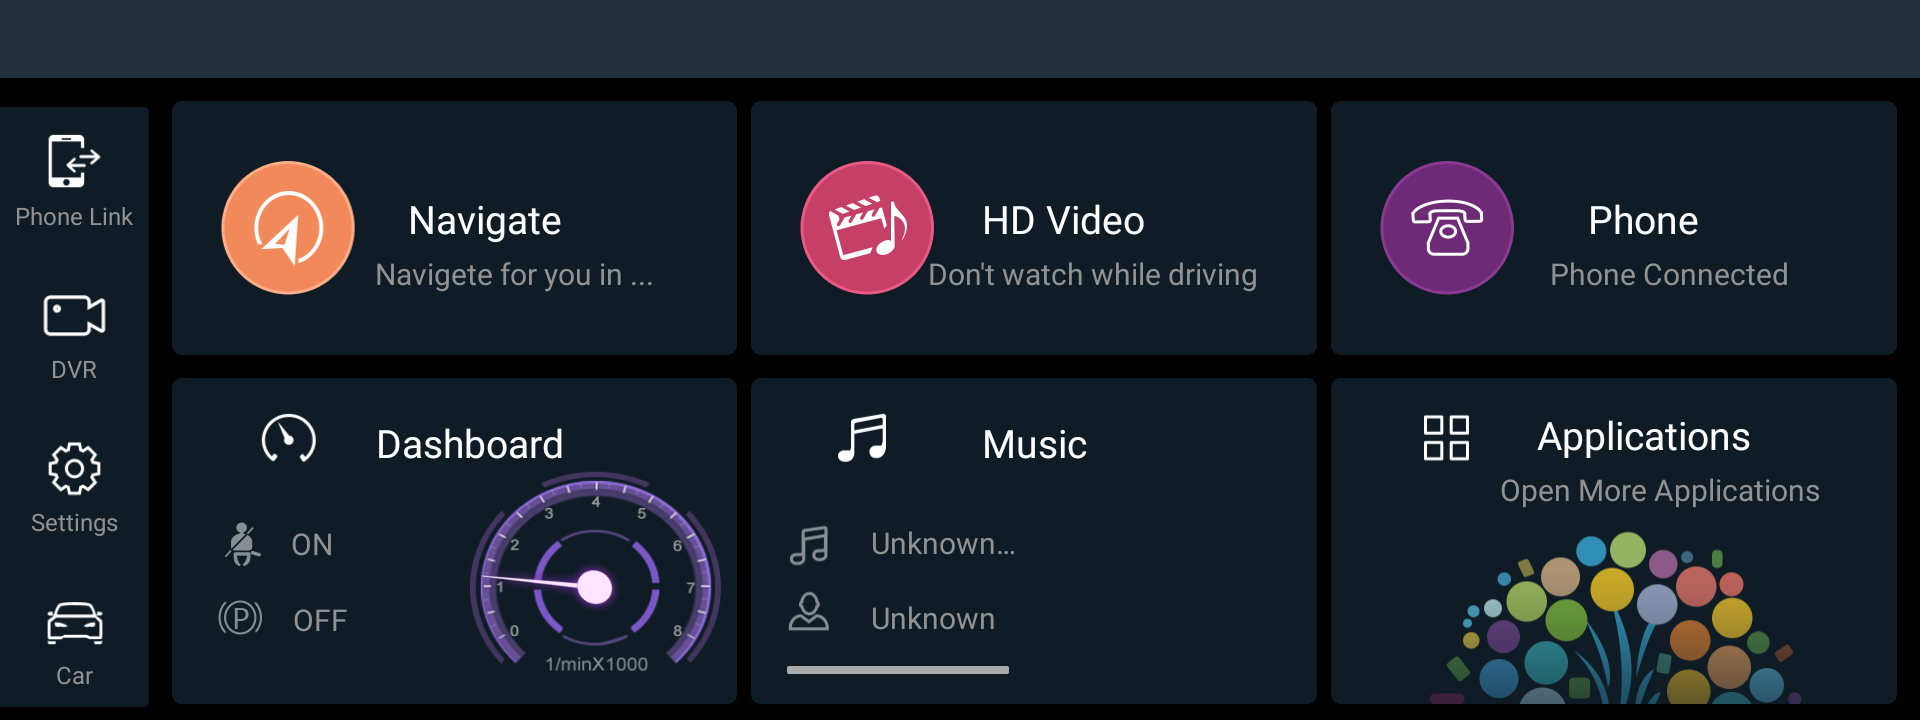 Phone Link
DVR
Settings
Car
Navigate
Navigete for you in ...
HD Video
Don't watch while driving
Phone
Phone Connected
Dashboard
ON
P
OFF
0
1
2
3
4
5
6
7
8
1/minX1000
Music
Unknown...
Unknown
Applications
Open More Applications